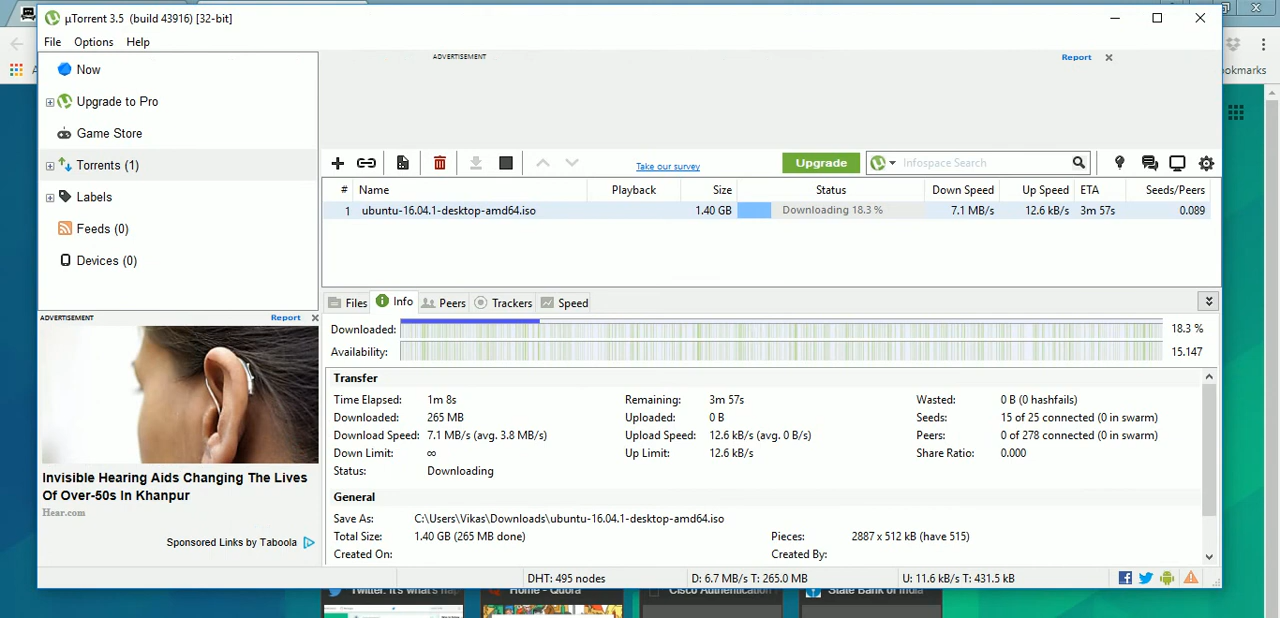 µTorrent 3.5 (build 43916) [32-bit]
File Options Help
ookmarks
Now
Upgrade to Pro
Game Store
Torrents (1)
Labels
Feeds (0)
Devices (0)
ADVERTISEMENT Report
Take our survey Upgrade Infospace Search
# Name Playback Size Status Down Speed Up Speed ETA Seeds/Peers
1 ubuntu-16.04.1-desktop-amd64.iso 1.40 GB Downloading 18.3 % 7.1 MB/s 12.6 kB/s 3m 57s 0.089
Files Info Peers Trackers Speed
Downloaded: 18.3 %
Availability: 15.147
Transfer
Time Elapsed: 1m 8s Remaining: 3m 57s Wasted: 0 B (0 hashfails)
Downloaded: 265 MB Uploaded: 0 B Seeds: 15 of 25 connected (0 in swarm)
Download Speed: 7.1 MB/s (avg. 3.8 MB/s) Upload Speed: 12.6 kB/s (avg. 0 B/s) Peers: 0 of 278 connected (0 in swarm)
Down Limit: ∞ Up Limit: 12.6 kB/s Share Ratio: 0.000
Status: Downloading
General
Save As: C:\Users\Vikas\Downloads\ubuntu-16.04.1-desktop-amd64.iso
Total Size: 1.40 GB (265 MB done) Pieces: 2887 x 512 kB (have 515)
Created On: Created By:
ADVERTISEMENT Report
Invisible Hearing Aids Changing The Lives
Of Over-50s In Khanpur
Hear.com
Sponsored Links by Taboola
DHT: 495 nodes D: 6.7 MB/s T: 265.0 MB U: 11.6 kB/s T: 431.5 kB
Twitter. It's what's hap Home - Quora Cisco Authentication State Bank of India